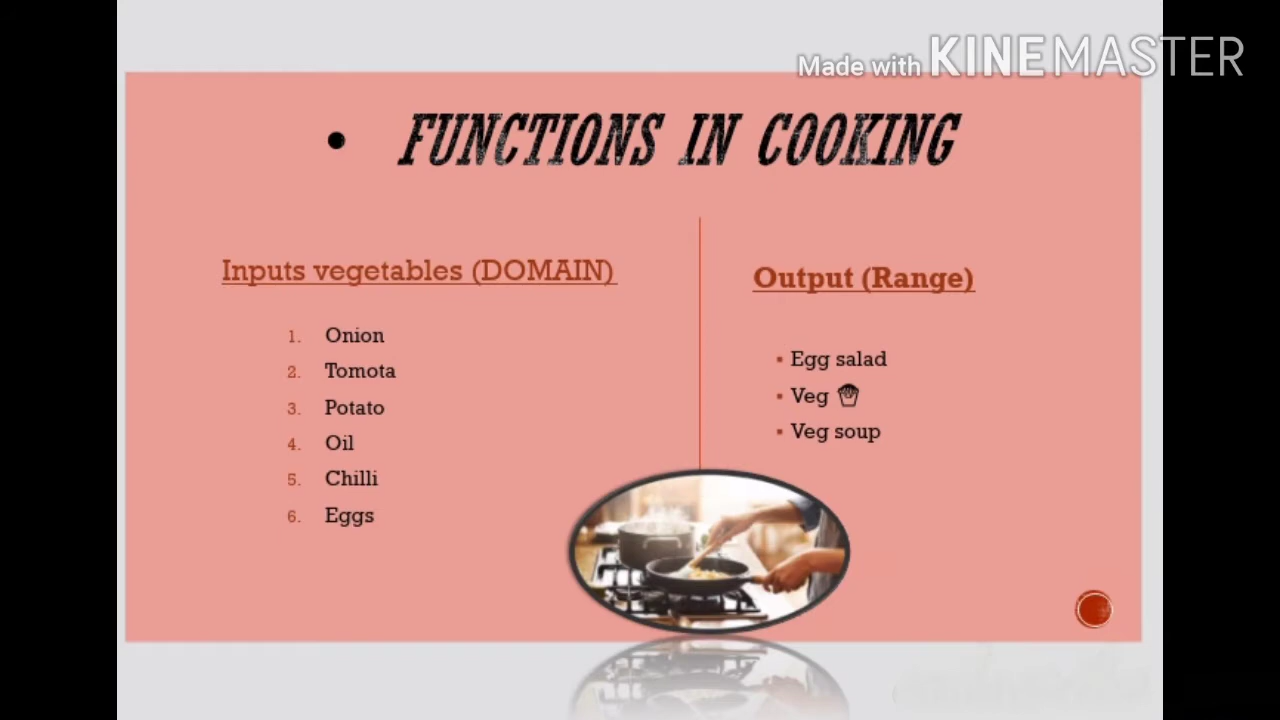 Made with KINEMASTER
• FUNCTIONS IN COOKING
Inputs vegetables (DOMAIN)
1. Onion
2. Tomota
3. Potato
4. Oil
5. Chilli
6. Eggs
Output (Range)
▪ Egg salad
▪ Veg 🍟
▪ Veg soup